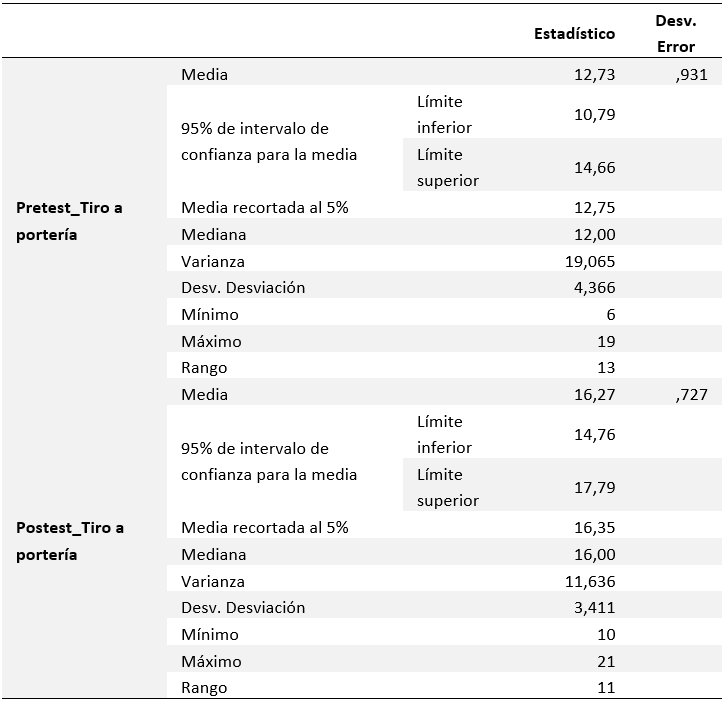 Estadístico Desv. Error
Pretest_Tiro a portería
Media 12,73 ,931
95% de intervalo de confianza para la media
Límite inferior 10,79
Límite superior 14,66
Media recortada al 5% 12,75
Mediana 12,00
Varianza 19,065
Desv. Desviación 4,366
Mínimo 6
Máximo 19
Rango 13
Postest_Tiro a portería
Media 16,27 ,727
95% de intervalo de confianza para la media
Límite inferior 14,76
Límite superior 17,79
Media recortada al 5% 16,35
Mediana 16,00
Varianza 11,636
Desv. Desviación 3,411
Mínimo 10
Máximo 21
Rango 11